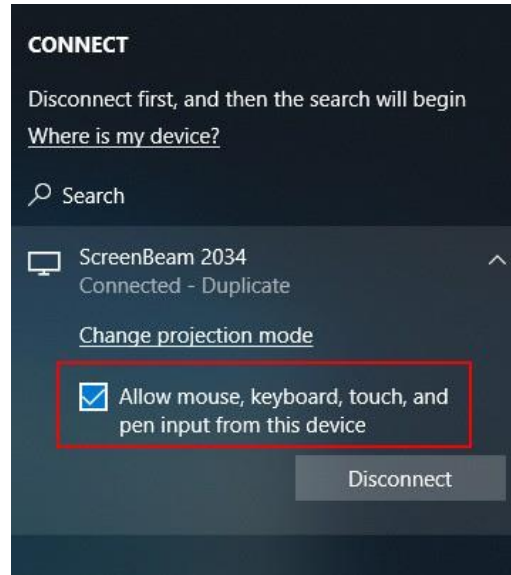 CONNECT
Disconnect first, and then the search will begin
Where is my device?
Search
ScreenBeam 2034
Connected - Duplicate
Change projection mode
Allow mouse, keyboard, touch, and
pen input from this device
Disconnect